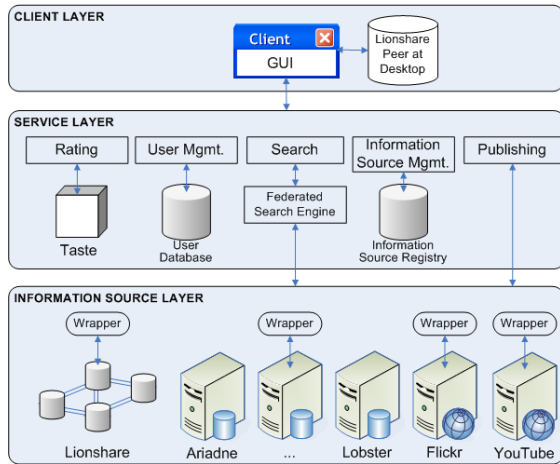 CLIENT LAYER
Client
GUI
Lionshare
Peer at
Desktop
SERVICE LAYER
Rating
User Mgmt.
Search
Information
Source Mgmt.
Publishing
Taste
User
Database
Federated
Search Engine
Information
Source Registry
INFORMATION SOURCE LAYER
Wrapper
Wrapper
Wrapper
Wrapper
Lionshare
Ariadne
...
Lobster
Flickr
YouTube